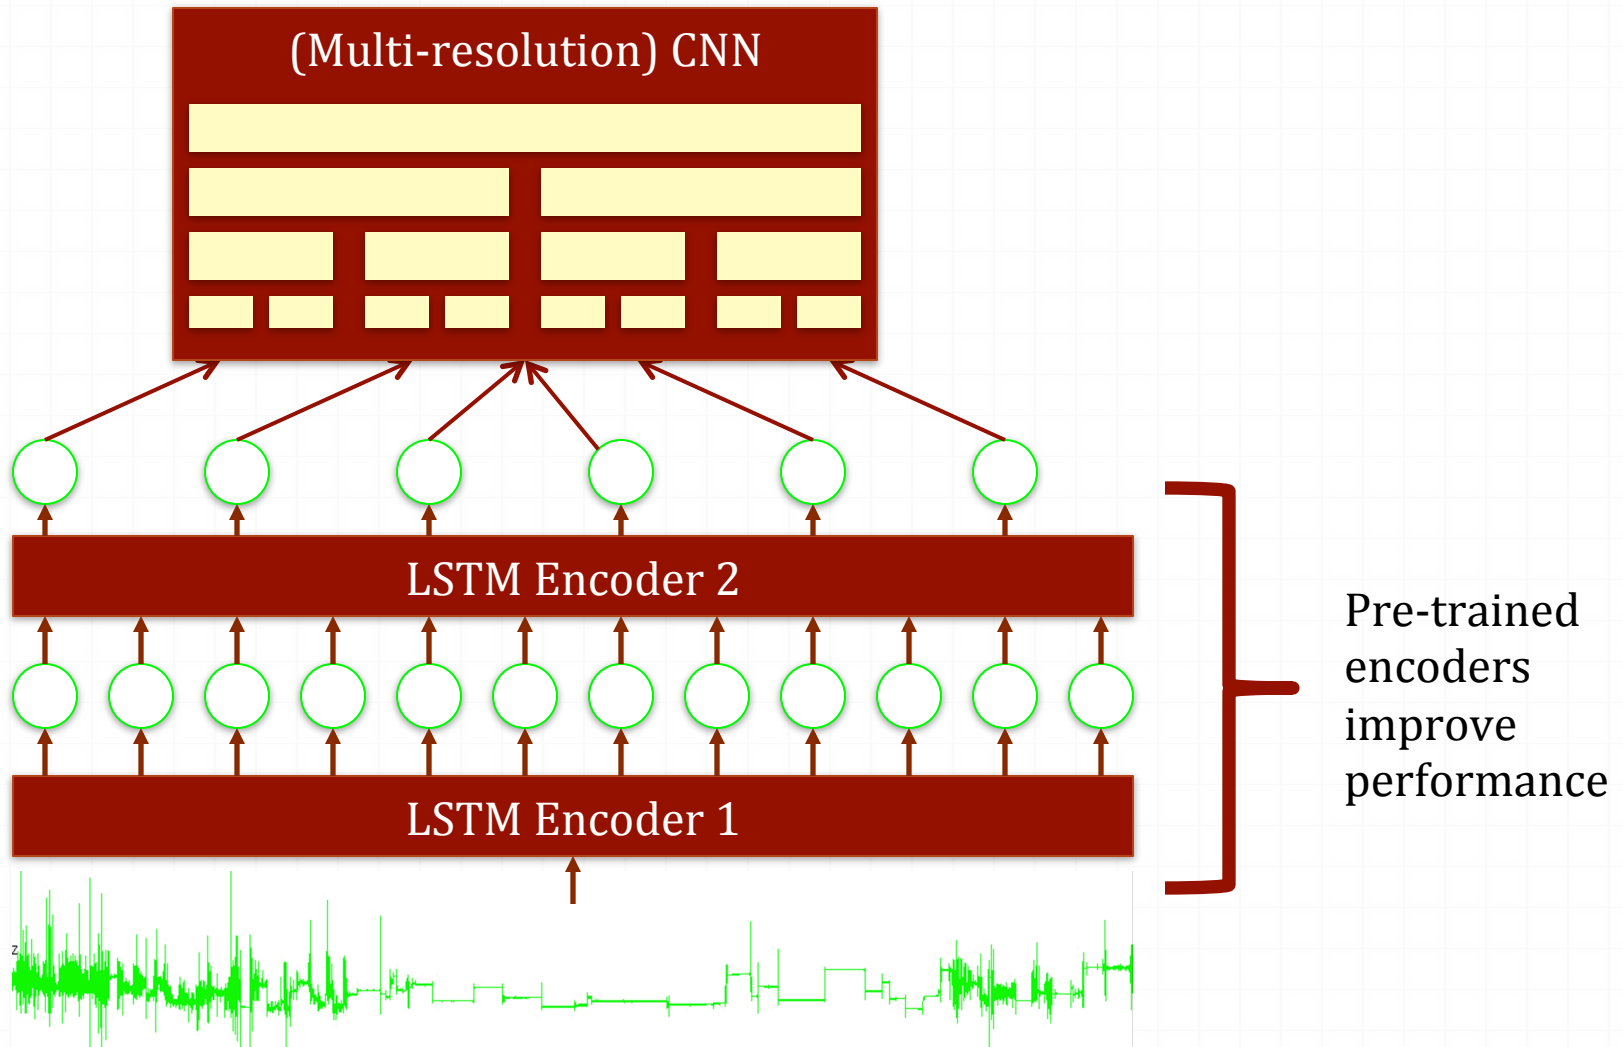 (Multi-resolution) CNN
LSTM Encoder 2
Pre-trained
encoders
improve
performance
LSTM Encoder 1
z